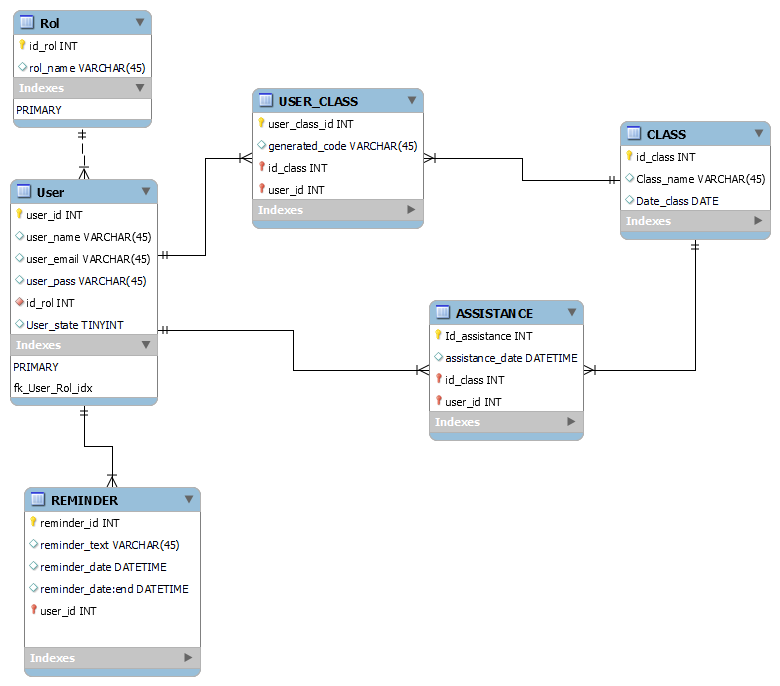 Rol
id_rol INT
rol_name VARCHAR(45)
Indexes
PRIMARY
User
user_id INT
user_name VARCHAR(45)
user_email VARCHAR(45)
user_pass VARCHAR(45)
id_rol INT
User_state TINYINT
Indexes
PRIMARY
fk_User_Rol_idx
USER_CLASS
user_class_id INT
generated_code VARCHAR(45)
id_class INT
user_id INT
Indexes
CLASS
id_class INT
Class_name VARCHAR(45)
Date_class DATE
Indexes
ASSISTANCE
Id_assistance INT
assistance_date DATETIME
id_class INT
user_id INT
Indexes
REMINDER
reminder_id INT
reminder_text VARCHAR(45)
reminder_date DATETIME
reminder_date:end DATETIME
user_id INT
Indexes